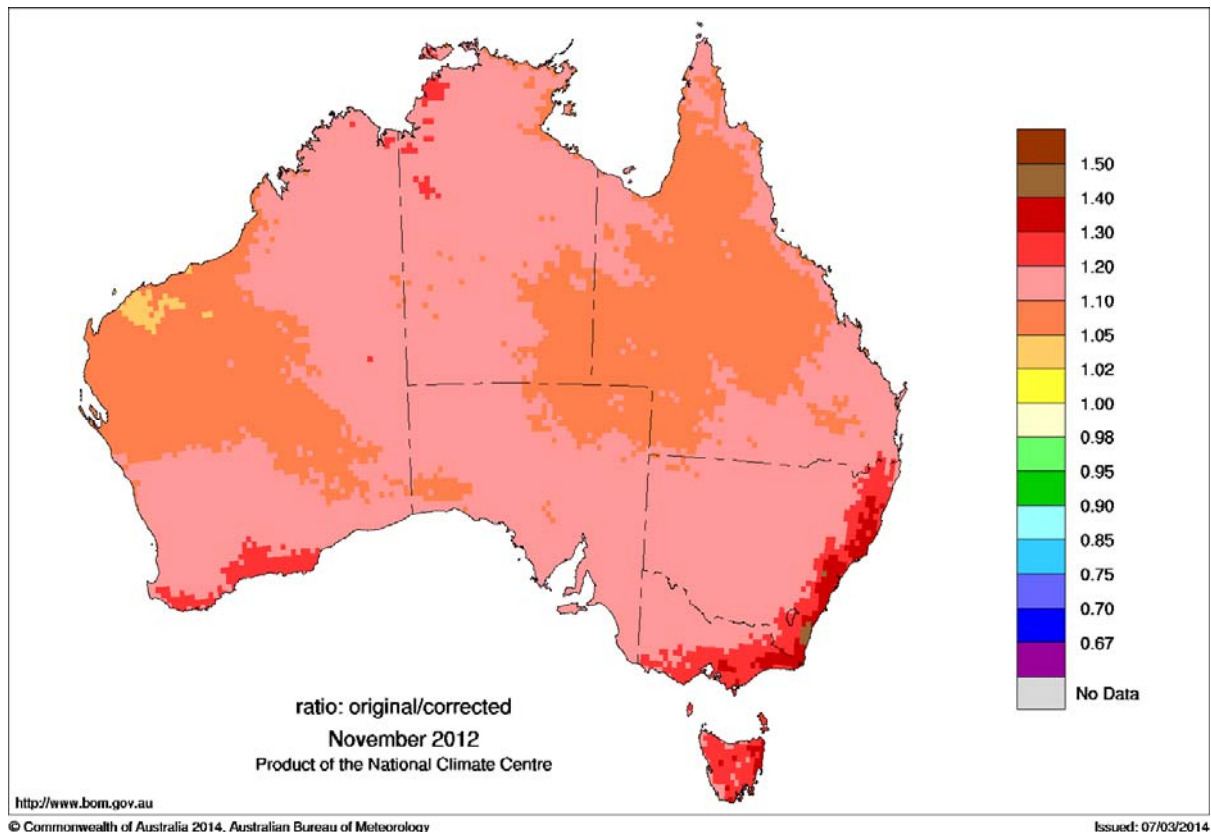 1.50
1.40
1.30
1.20
1.10
1.05
1.02
1.00
0.98
0.95
0.90
0.85
0.75
0.70
0.67
No Data
ratio: original/corrected
November 2012
Product of the National Climate Centre
http://www.bom.gov.au
© Commonwealth of Australia 2014, Australian Bureau of Meteorology
Issued: 07/03/2014